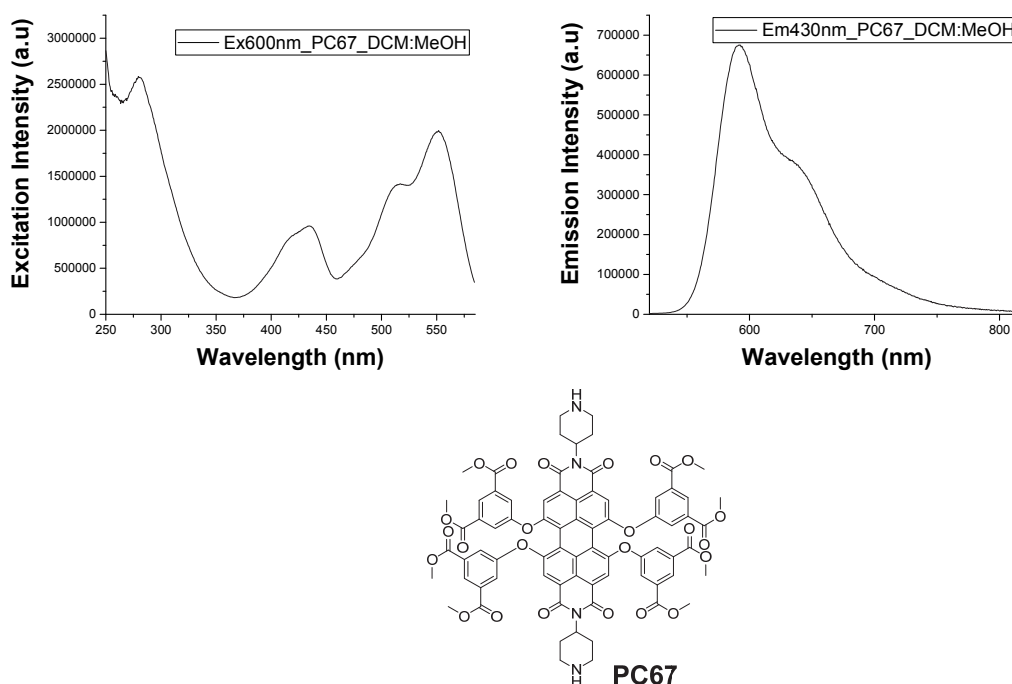 Ex600nm_PC67_DCM:MeOH
Excitation Intensity (a.u)
3000000
2500000
2000000
1500000
1000000
500000
0
250 300 350 400 450 500 550
Wavelength (nm)
Em430nm_PC67_DCM:MeOH
Emission Intensity (a.u)
750000
700000
600000
500000
400000
300000
200000
100000
0
600 700 800
Wavelength (nm)
H
N
O O N O O
O O O O
O O O O
O O O O
O O O O
O O O O
O N O
N
H
PC67